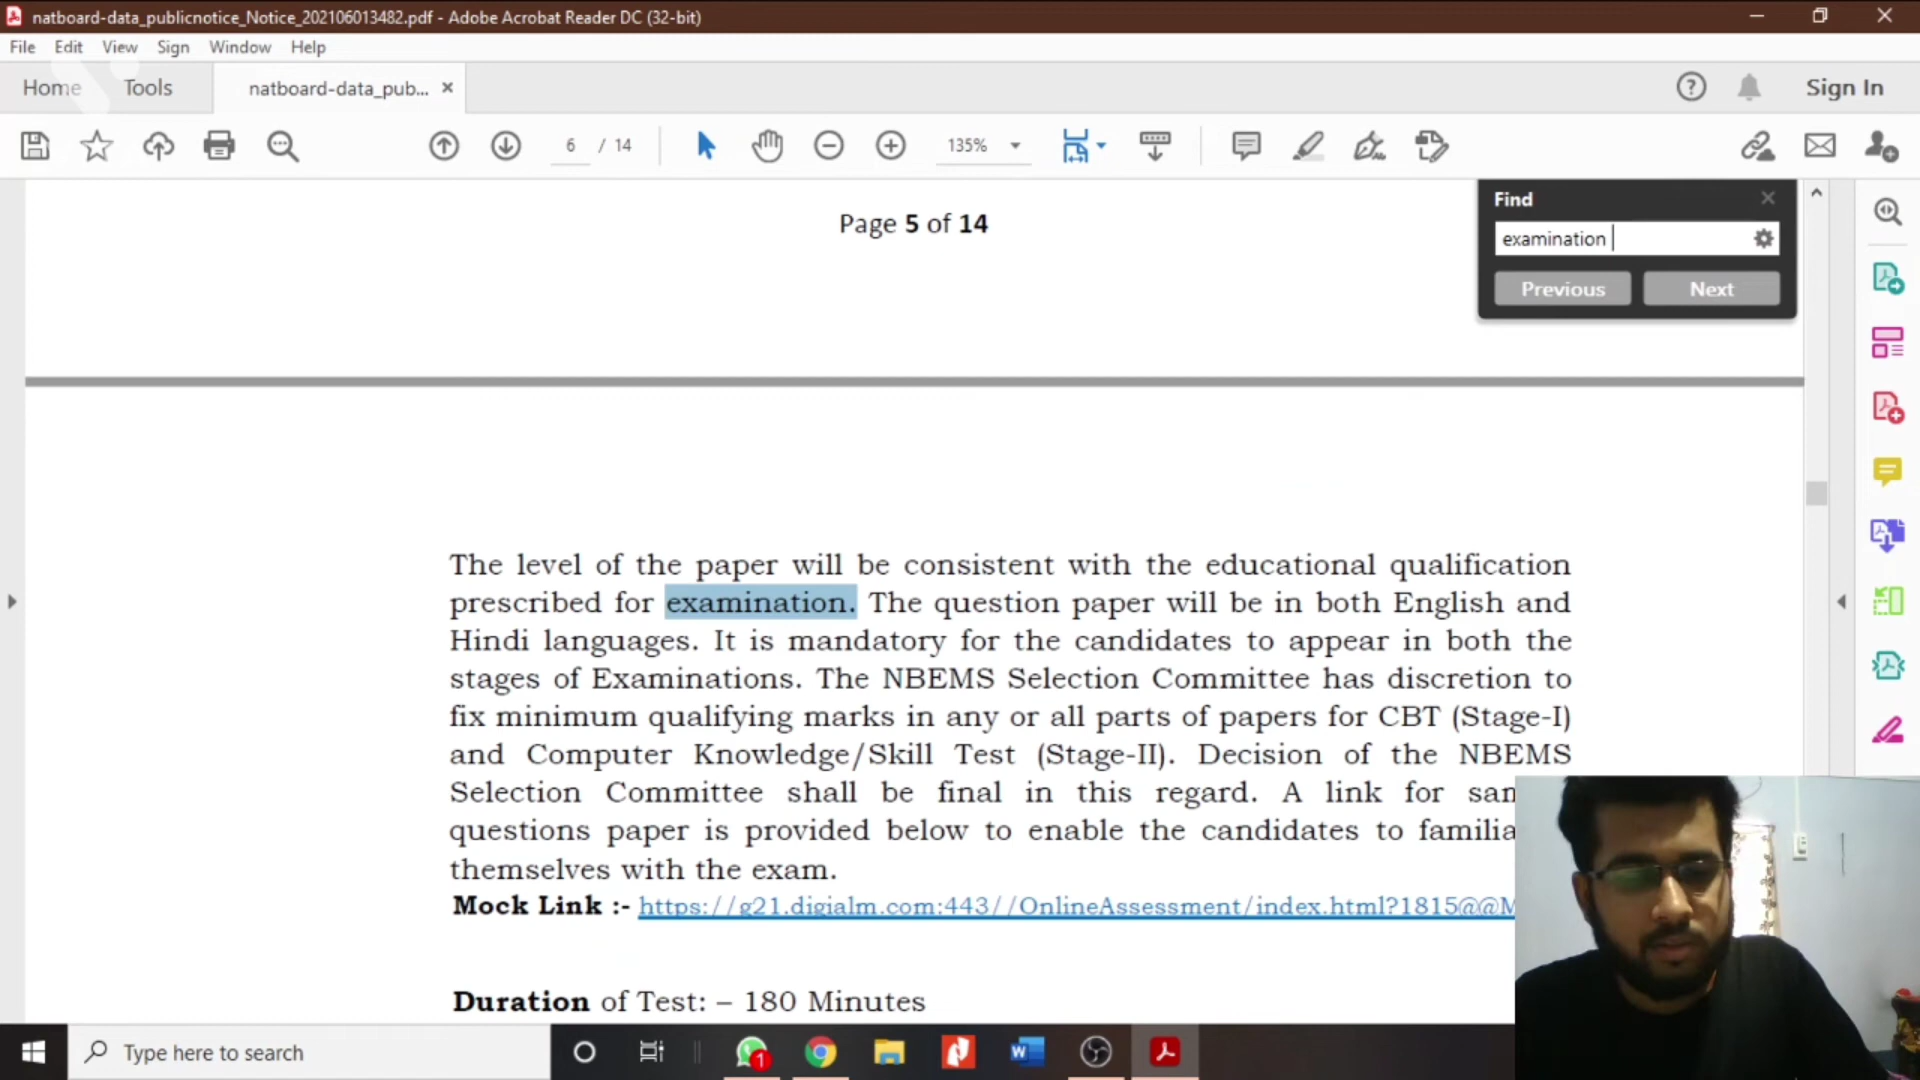 natboard-data_publicnotice_Notice_202106013482.pdf - Adobe Acrobat Reader DC (32-bit)
File Edit View Sign Window Help
Home Tools natboard-data_pub... × Sign In
6 / 14 135%
Find
examination
Previous Next
Page 5 of 14
The level of the paper will be consistent with the educational qualification
prescribed for examination. The question paper will be in both English and
Hindi languages. It is mandatory for the candidates to appear in both the
stages of Examinations. The NBEMS Selection Committee has discretion to
fix minimum qualifying marks in any or all parts of papers for CBT (Stage-I)
and Computer Knowledge/Skill Test (Stage-II). Decision of the NBEMS
Selection Committee shall be final in this regard. A link for sam
questions paper is provided below to enable the candidates to familia
themselves with the exam.
Mock Link :- https://g21.digialm.com:443//OnlineAssessment/index.html?1815@@M
Duration of Test: – 180 Minutes
Type here to search
1